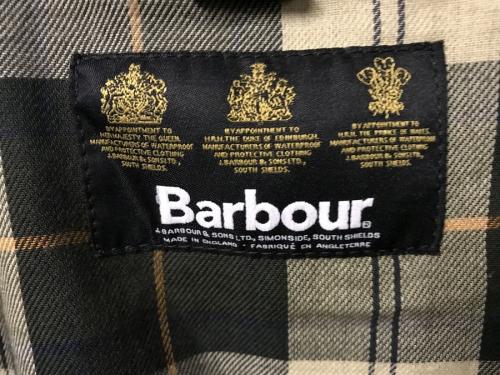 BY APPOINTMENT TO
HER MAJESTY THE QUEEN,
MANUFACTURERS OF WATERPROOF
AND PROTECTIVE CLOTHING
J.BARBOUR & SONS LTD.,
SOUTH SHIELDS.
BY APPOINTMENT TO
H.R.H. THE DUKE OF EDINBURGH,
MANUFACTURERS OF WATERPROOF
AND PROTECTIVE CLOTHING
J.BARBOUR & SONS LTD.,
SOUTH SHIELDS.
BY APPOINTMENT TO
H.R.H. THE PRINCE OF WALES,
MANUFACTURERS OF WATERPROOF
AND PROTECTIVE CLOTHING
J.BARBOUR & SONS LTD.,
SOUTH SHIELDS.
Barbour®
J.BARBOUR & SONS LTD., SIMONSIDE, SOUTH SHIELDS
MADE IN ENGLAND - FABRIQUÉ EN ANGLETERRE